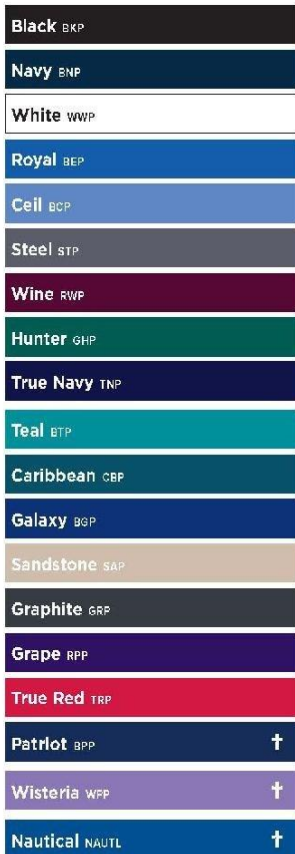 Black BKP
Navy BNP
White WWP
Royal BEP
Ceil BCP
Steel STP
Wine RWP
Hunter GHP
True Navy TNP
Teal BTP
Caribbean CBP
Galaxy BGP
Sandstone SAP
Graphite GRP
Grape RPP
True Red TRP
Patriot BPP †
Wisteria WFP †
Nautical NAUTL †